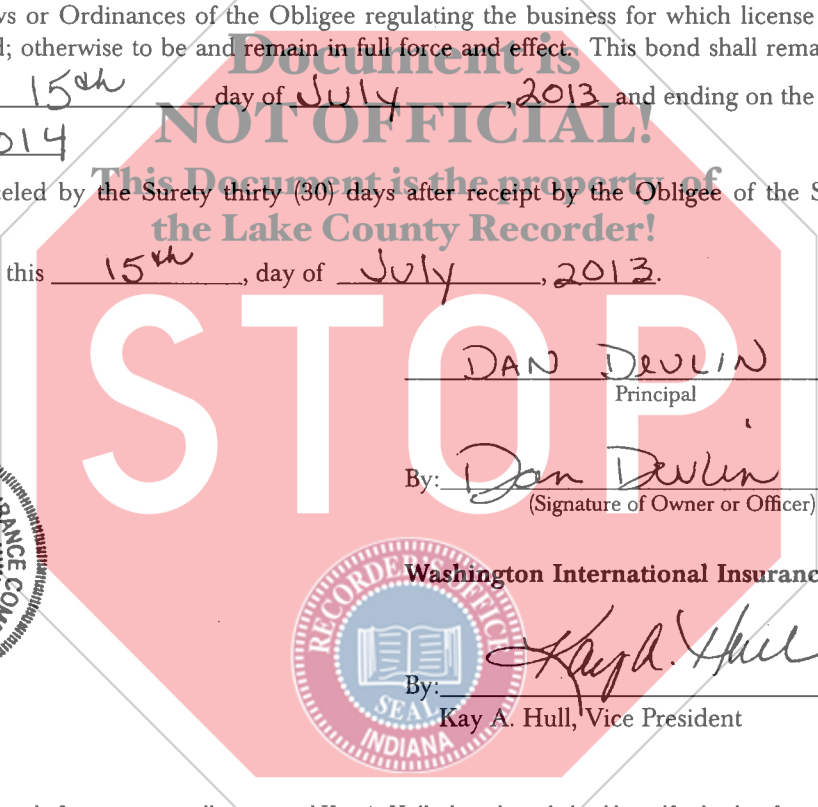 ws or Ordinances of the Obligee regulating the business for which license
d; otherwise to be and remain in full force and effect. This bond shall rema
Document is
15th day of July, 2013 and ending on the
NOT OFFICIAL!
014
This Document is the property of
eled by the Surety thirty (30) days after receipt by the Obligee of the S
the Lake County Recorder!
this 15th, day of July, 2013.
STOP
DAN DEVLIN
Principal
By: Dan Devlin
(Signature of Owner or Officer)
RANCE COM
Washington International Insuranc
RECORDER'S OFFICE
Kay A. Hull
By:
SEAL
Kay A. Hull, Vice President
INDIANA